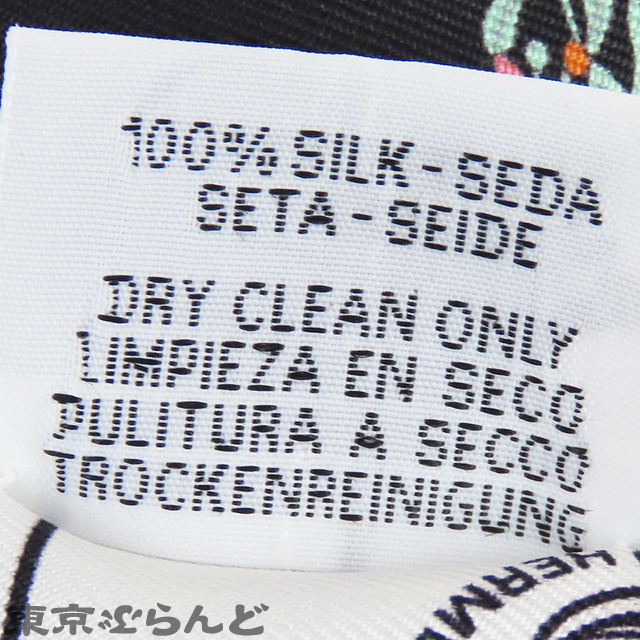 100% SILK - SEDA
SETA - SEIDE
DRY CLEAN ONLY
LIMPIEZA EN SECO
PULITURA A SECCO
TROCKENREINIGUNG
東京ぶらんど